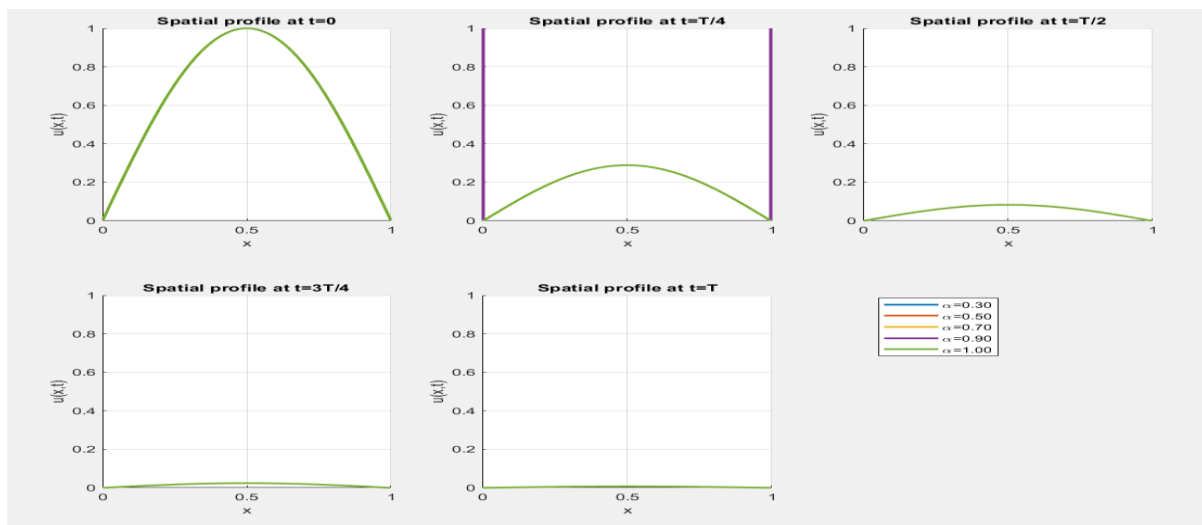 Spatial profile at t=0
1
0.8
0.6
0.4
0.2
0
u(x,t)
0 0.5 1
x
Spatial profile at t=T/4
1
0.8
0.6
0.4
0.2
0
u(x,t)
0 0.5 1
x
Spatial profile at t=T/2
1
0.8
0.6
0.4
0.2
0
u(x,t)
0 0.5 1
x
Spatial profile at t=3T/4
1
0.8
0.6
0.4
0.2
0
u(x,t)
0 0.5 1
x
Spatial profile at t=T
1
0.8
0.6
0.4
0.2
0
u(x,t)
0 0.5 1
x
α=0.30
α=0.50
α=0.70
α=0.90
α=1.00